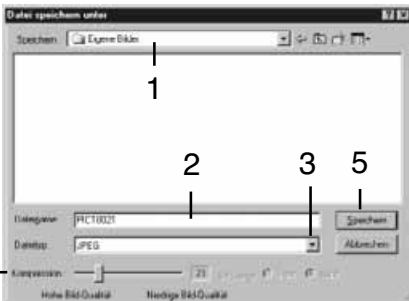 Datei speichern unter
Speichern Eigene Bilder
1
2 3 5
Dateiname: PICT0021
Speichern
Dateityp: JPEG
Abbrechen
Kompression 21
Hohe Bild-Qualität Niedrige Bild-Qualität